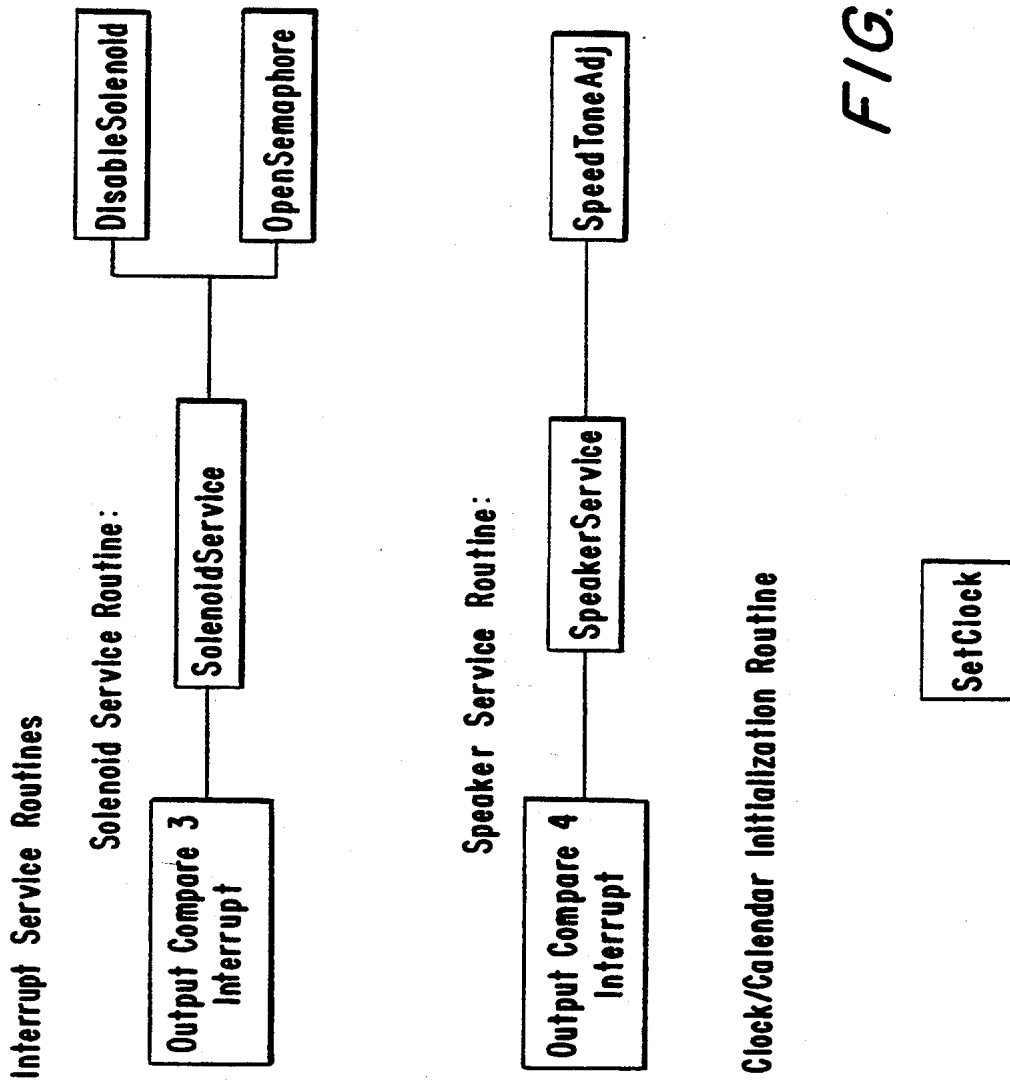 Interrupt Service Routines
Solenoid Service Routine:
Output Compare 3
Interrupt
SolenoidService
DisableSolenoid
OpenSemaphore
Speaker Service Routine:
Output Compare 4
Interrupt
SpeakerService
SpeedToneAdj
Clock/Calendar Initialization Routine
SetClock
FIG.